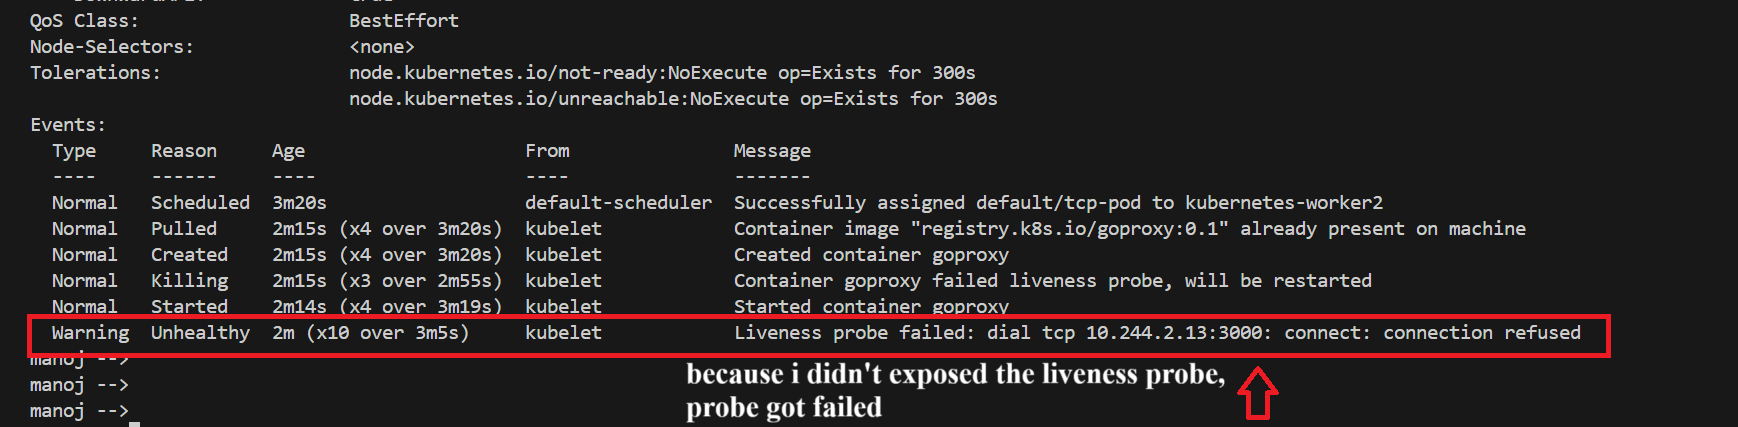 QoS Class: BestEffort
Node-Selectors: <none>
Tolerations: node.kubernetes.io/not-ready:NoExecute op=Exists for 300s
node.kubernetes.io/unreachable:NoExecute op=Exists for 300s
Events:
Type Reason Age From Message
---- ------ ---- ---- -------
Normal Scheduled 3m20s default-scheduler Successfully assigned default/tcp-pod to kubernetes-worker2
Normal Pulled 2m15s (x4 over 3m20s) kubelet Container image "registry.k8s.io/goproxy:0.1" already present on machine
Normal Created 2m15s (x4 over 3m20s) kubelet Created container goproxy
Normal Killing 2m15s (x3 over 2m55s) kubelet Container goproxy failed liveness probe, will be restarted
Normal Started 2m14s (x4 over 3m19s) kubelet Started container goproxy
Warning Unhealthy 2m (x10 over 3m5s) kubelet Liveness probe failed: dial tcp 10.244.2.13:3000: connect: connection refused
manoj -->
manoj -->
manoj -->
because i didn't exposed the liveness probe,
probe got failed